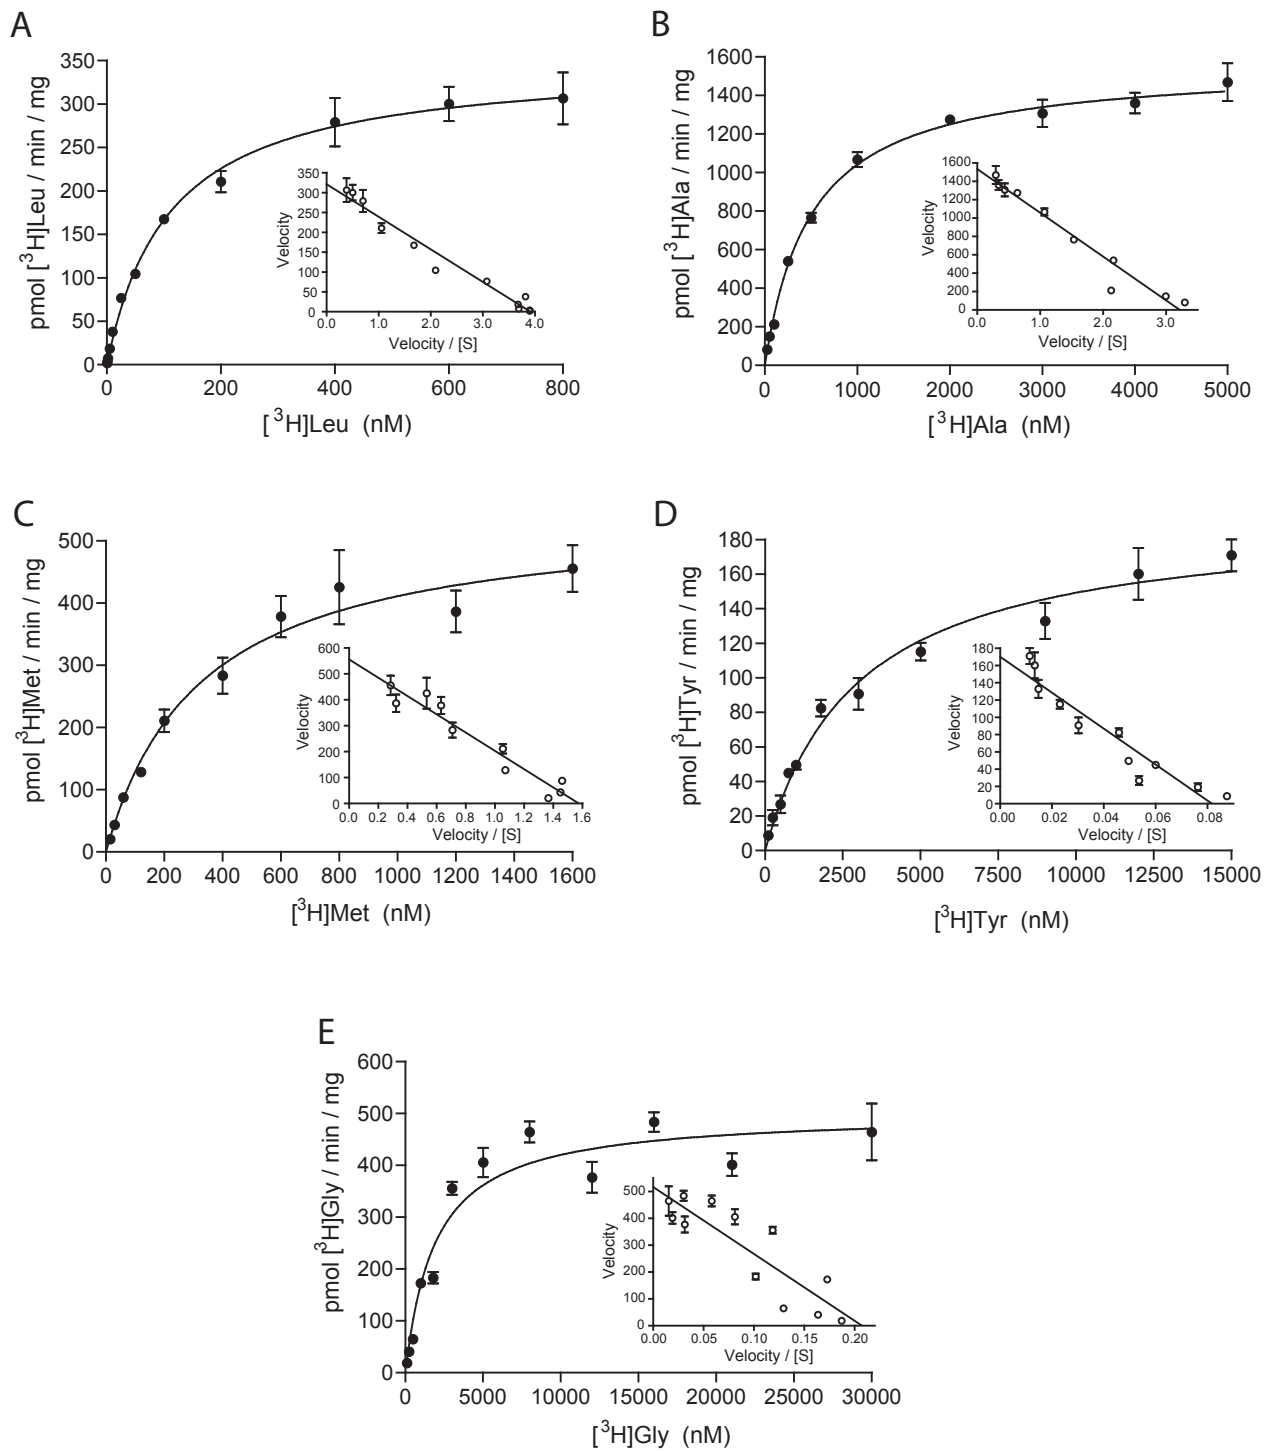 A
pmol [³H]Leu / min / mg
350
300
250
200
150
100
50
0
0 200 400 600 800
[³H]Leu (nM)
Velocity
350
300
250
200
150
100
50
0
0.0 1.0 2.0 3.0 4.0
Velocity / [S]
B
pmol [³H]Ala / min / mg
1600
1400
1200
1000
800
600
400
200
0
0 1000 2000 3000 4000 5000
[³H]Ala (nM)
Velocity
1600
1400
1200
1000
800
600
400
200
0
0.0 1.0 2.0 3.0
Velocity / [S]
C
pmol [³H]Met / min / mg
500
400
300
200
100
0
0 200 400 600 800 1000 1200 1400 1600
[³H]Met (nM)
Velocity
600
500
400
300
200
100
0
0.0 0.2 0.4 0.6 0.8 1.0 1.2 1.4 1.6
Velocity / [S]
D
pmol [³H]Tyr / min / mg
180
160
140
120
100
80
60
40
20
0
0 2500 5000 7500 10000 12500 15000
[³H]Tyr (nM)
Velocity
180
160
140
120
100
80
60
40
20
0
0.00 0.02 0.04 0.06 0.08
Velocity / [S]
E
pmol [³H]Gly / min / mg
600
500
400
300
200
100
0
0 5000 10000 15000 20000 25000 30000
[³H]Gly (nM)
Velocity
500
400
300
200
100
0
0.00 0.05 0.10 0.15 0.20
Velocity / [S]